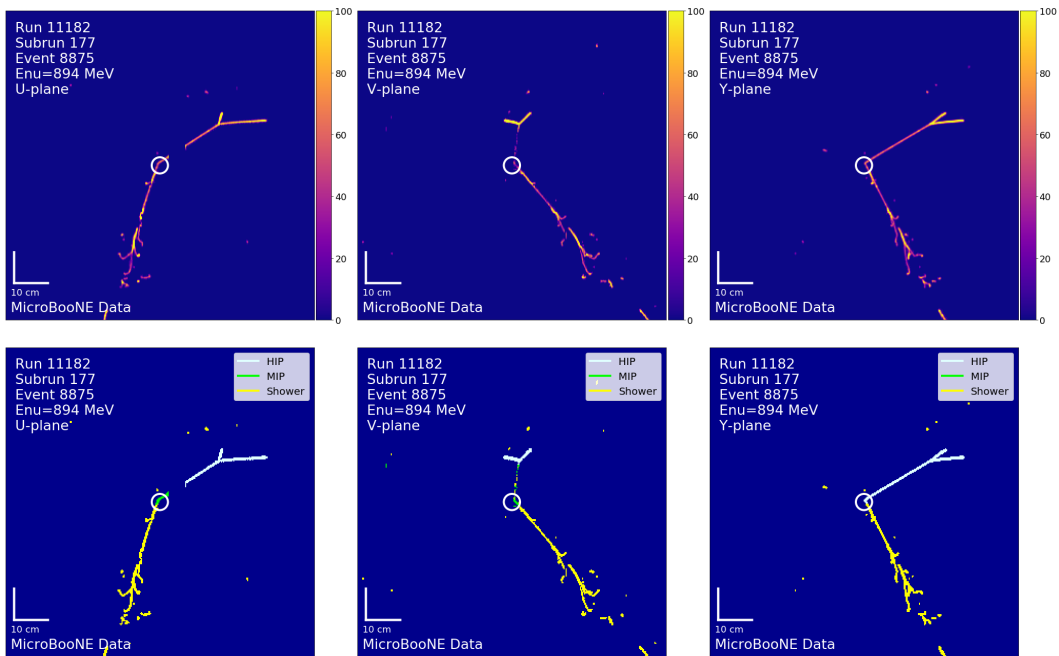 Run 11182
Subrun 177
Event 8875
Enu=894 MeV
U-plane
10 cm
MicroBooNE Data
100
80
60
40
20
0
Run 11182
Subrun 177
Event 8875
Enu=894 MeV
V-plane
10 cm
MicroBooNE Data
100
80
60
40
20
0
Run 11182
Subrun 177
Event 8875
Enu=894 MeV
Y-plane
10 cm
MicroBooNE Data
100
80
60
40
20
0
Run 11182
Subrun 177
Event 8875
Enu=894 MeV
U-plane
HIP
MIP
Shower
10 cm
MicroBooNE Data
Run 11182
Subrun 177
Event 8875
Enu=894 MeV
V-plane
HIP
MIP
Shower
10 cm
MicroBooNE Data
Run 11182
Subrun 177
Event 8875
Enu=894 MeV
Y-plane
HIP
MIP
Shower
10 cm
MicroBooNE Data